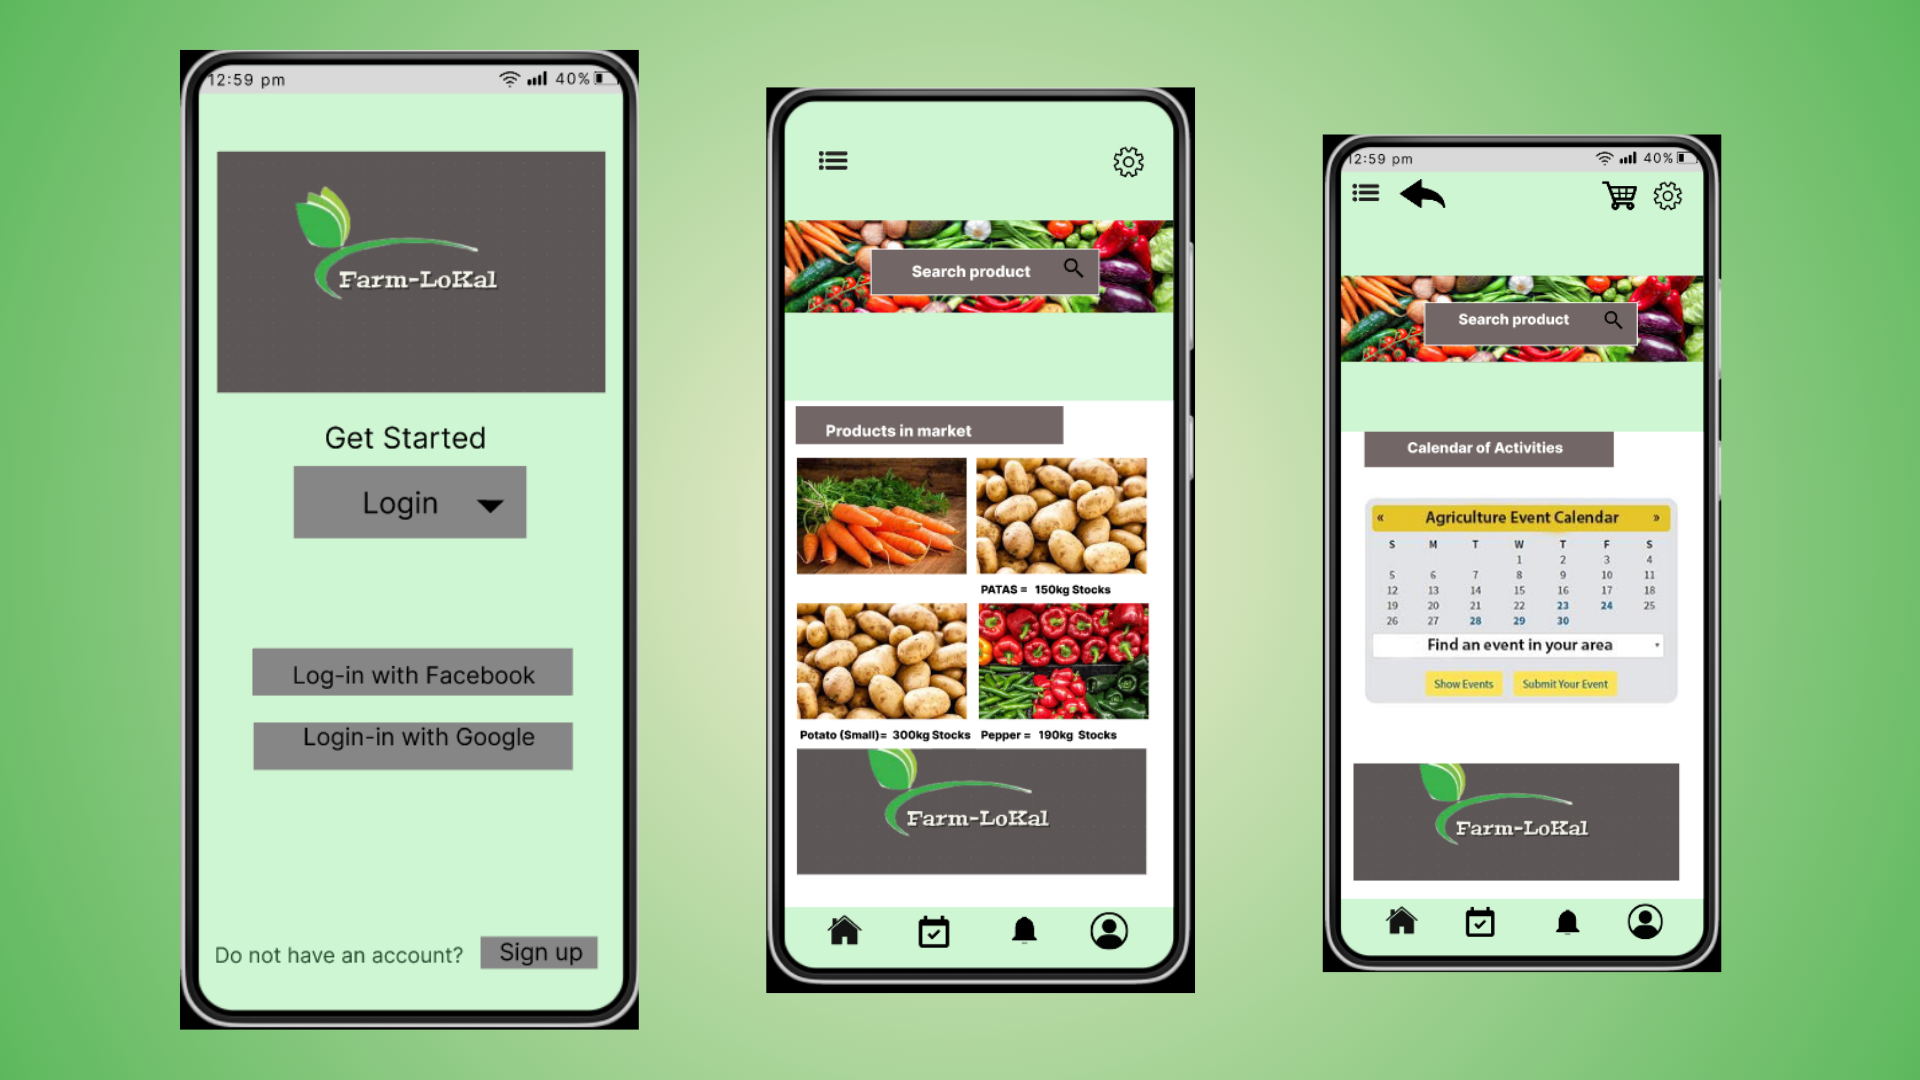 12:59 pm
40%
Farm-LoKal
Get Started
Login
Log-in with Facebook
Login-in with Google
Do not have an account?
Sign up
Search product
Products in market
PATAS = 150kg Stocks
Potato (Small)= 300kg Stocks
Pepper = 190kg Stocks
Farm-LoKal
12:59 pm
40%
Search product
Calendar of Activities
« Agriculture Event Calendar »
S M T W T F S
1 2 3 4
5 6 7 8 9 10 11
12 13 14 15 16 17 18
19 20 21 22 23 24 25
26 27 28 29 30
Find an event in your area
Show Events
Submit Your Event
Farm-LoKal